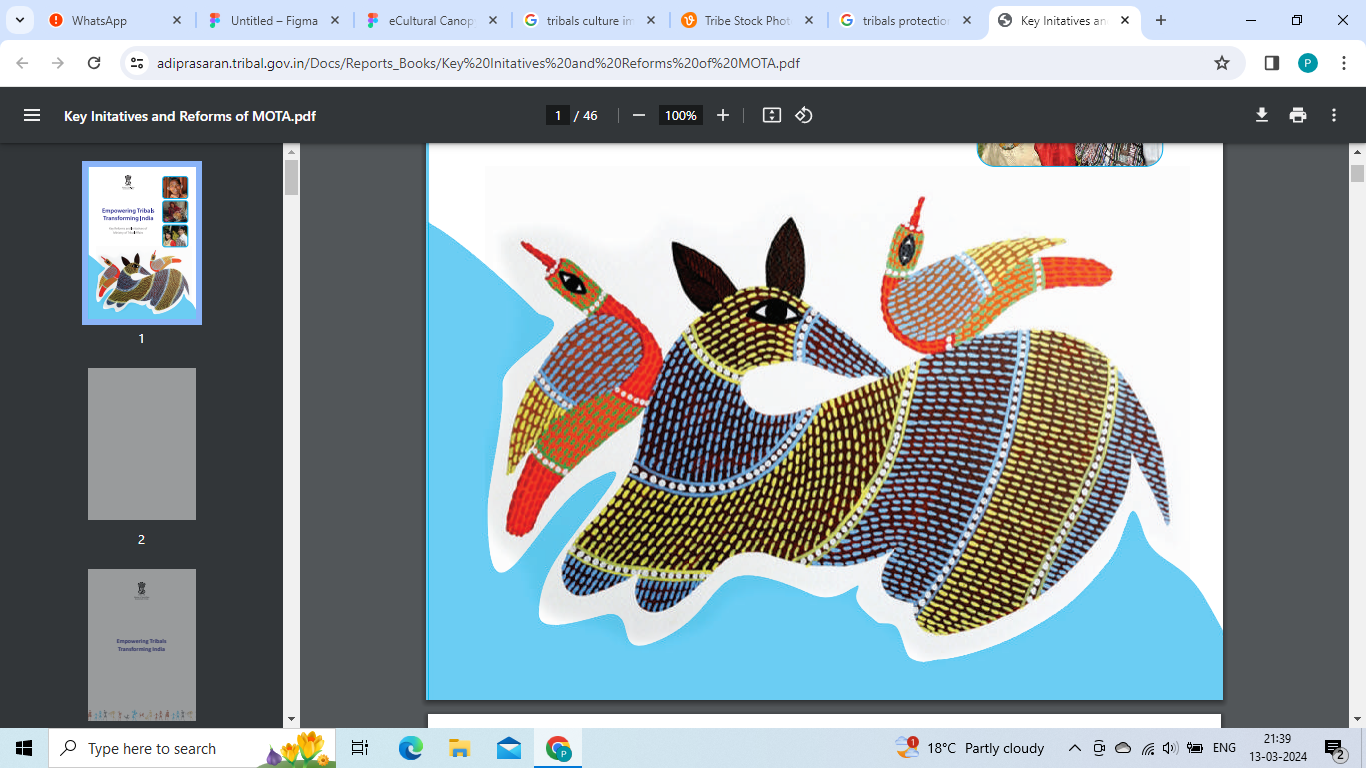 WhatsApp
Untitled – Figma
eCultural Canop
tribals culture im
Tribe Stock Phot
tribals protection
Key Initatives an
adiprasaran.tribal.gov.in/Docs/Reports_Books/Key%20Initatives%20and%20Reforms%20of%20MOTA.pdf
P
Key Initatives and Reforms of MOTA.pdf
1 / 46
100%
Empowering Tribals
Transforming India
1
2
Empowering Tribals
Transforming India
Type here to search
P
1
18°C Partly cloudy
ENG
21:39
13-03-2024
2